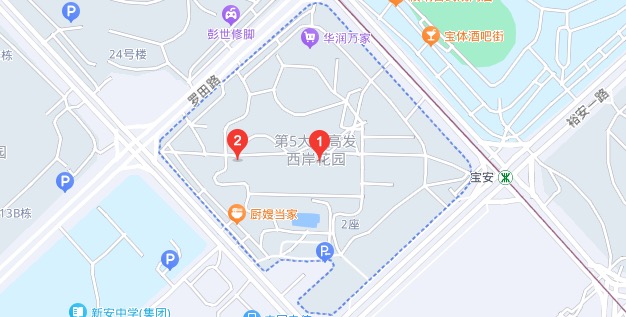 彭世修脚
24号楼
华润万家
宝体酒吧街
罗田路
裕安一路
2
1
第5大
高发
西岸花园
宝安
厨嫂当家
2座
P
13B栋
栋
园
新安中学(集团)